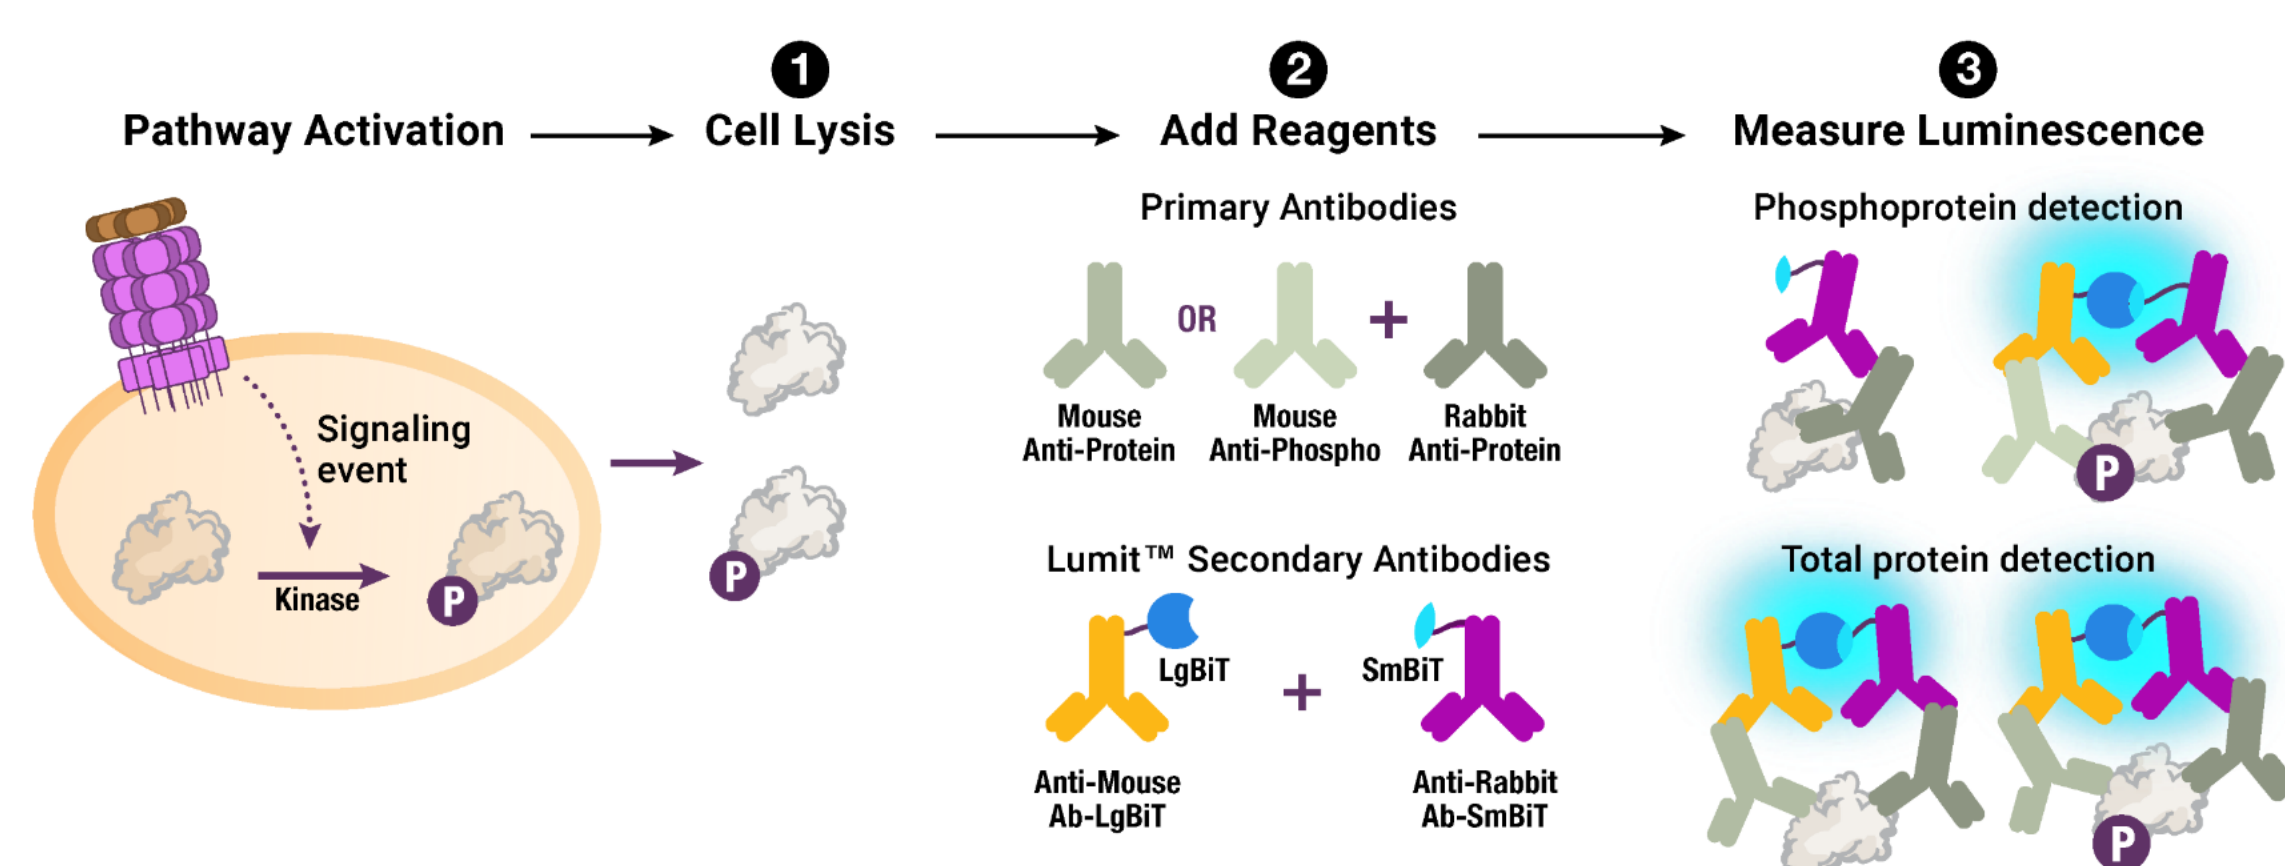 1
2
3
Pathway Activation
Cell Lysis
Add Reagents
Measure Luminescence
Primary Antibodies
Phosphoprotein detection
OR
+
Signaling
event
Mouse
Anti-Protein
Mouse
Anti-Phospho
Rabbit
Anti-Protein
P
Kinase
P
P
Lumit™ Secondary Antibodies
Total protein detection
LgBiT
+
SmBiT
Anti-Mouse
Ab-LgBiT
Anti-Rabbit
Ab-SmBiT
P